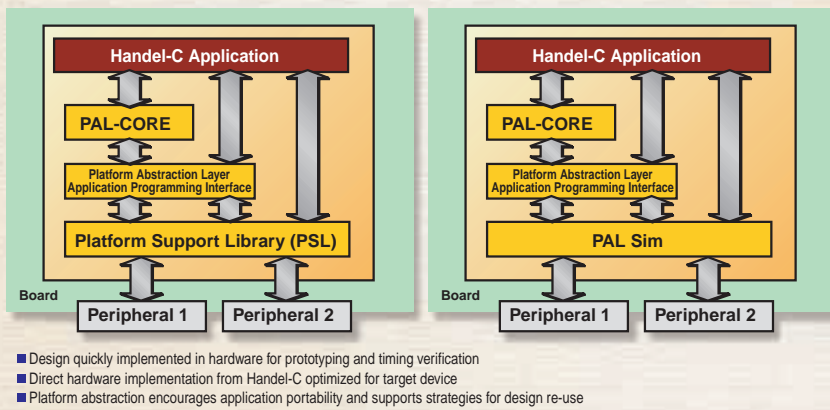 Handel-C Application
PAL-CORE
Platform Abstraction Layer
Application Programming Interface
Platform Support Library (PSL)
Board
Peripheral 1
Peripheral 2
Handel-C Application
PAL-CORE
Platform Abstraction Layer
Application Programming Interface
PAL Sim
Board
Peripheral 1
Peripheral 2
Design quickly implemented in hardware for prototyping and timing verification
Direct hardware implementation from Handel-C optimized for target device
Platform abstraction encourages application portability and supports strategies for design re-use